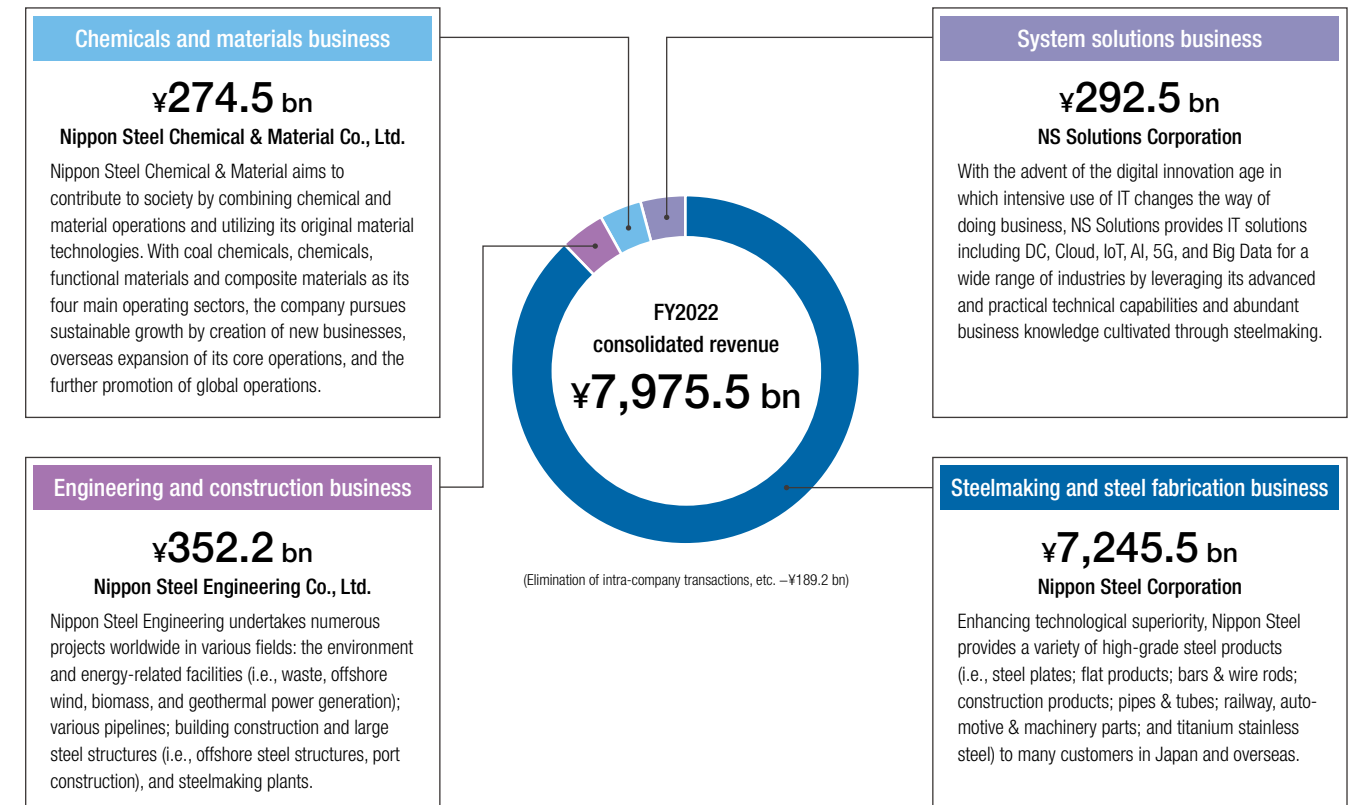 Chemicals and materials business
¥274.5 bn
Nippon Steel Chemical & Material Co., Ltd.
Nippon Steel Chemical & Material aims to
contribute to society by combining chemical and
material operations and utilizing its original material
technologies. With coal chemicals, chemicals,
functional materials and composite materials as its
four main operating sectors, the company pursues
sustainable growth by creation of new businesses,
overseas expansion of its core operations, and the
further promotion of global operations.
System solutions business
¥292.5 bn
NS Solutions Corporation
With the advent of the digital innovation age in
which intensive use of IT changes the way of
doing business, NS Solutions provides IT solutions
including DC, Cloud, IoT, AI, 5G, and Big Data for a
wide range of industries by leveraging its advanced
and practical technical capabilities and abundant
business knowledge cultivated through steelmaking.
FY2022
consolidated revenue
¥7,975.5 bn
(Elimination of intra-company transactions, etc. –¥189.2 bn)
Engineering and construction business
¥352.2 bn
Nippon Steel Engineering Co., Ltd.
Nippon Steel Engineering undertakes numerous
projects worldwide in various fields: the environment
and energy-related facilities (i.e., waste, offshore
wind, biomass, and geothermal power generation);
various pipelines; building construction and large
steel structures (i.e., offshore steel structures, port
construction), and steelmaking plants.
Steelmaking and steel fabrication business
¥7,245.5 bn
Nippon Steel Corporation
Enhancing technological superiority, Nippon Steel
provides a variety of high-grade steel products
(i.e., steel plates; flat products; bars & wire rods;
construction products; pipes & tubes; railway, auto-
motive & machinery parts; and titanium stainless
steel) to many customers in Japan and overseas.